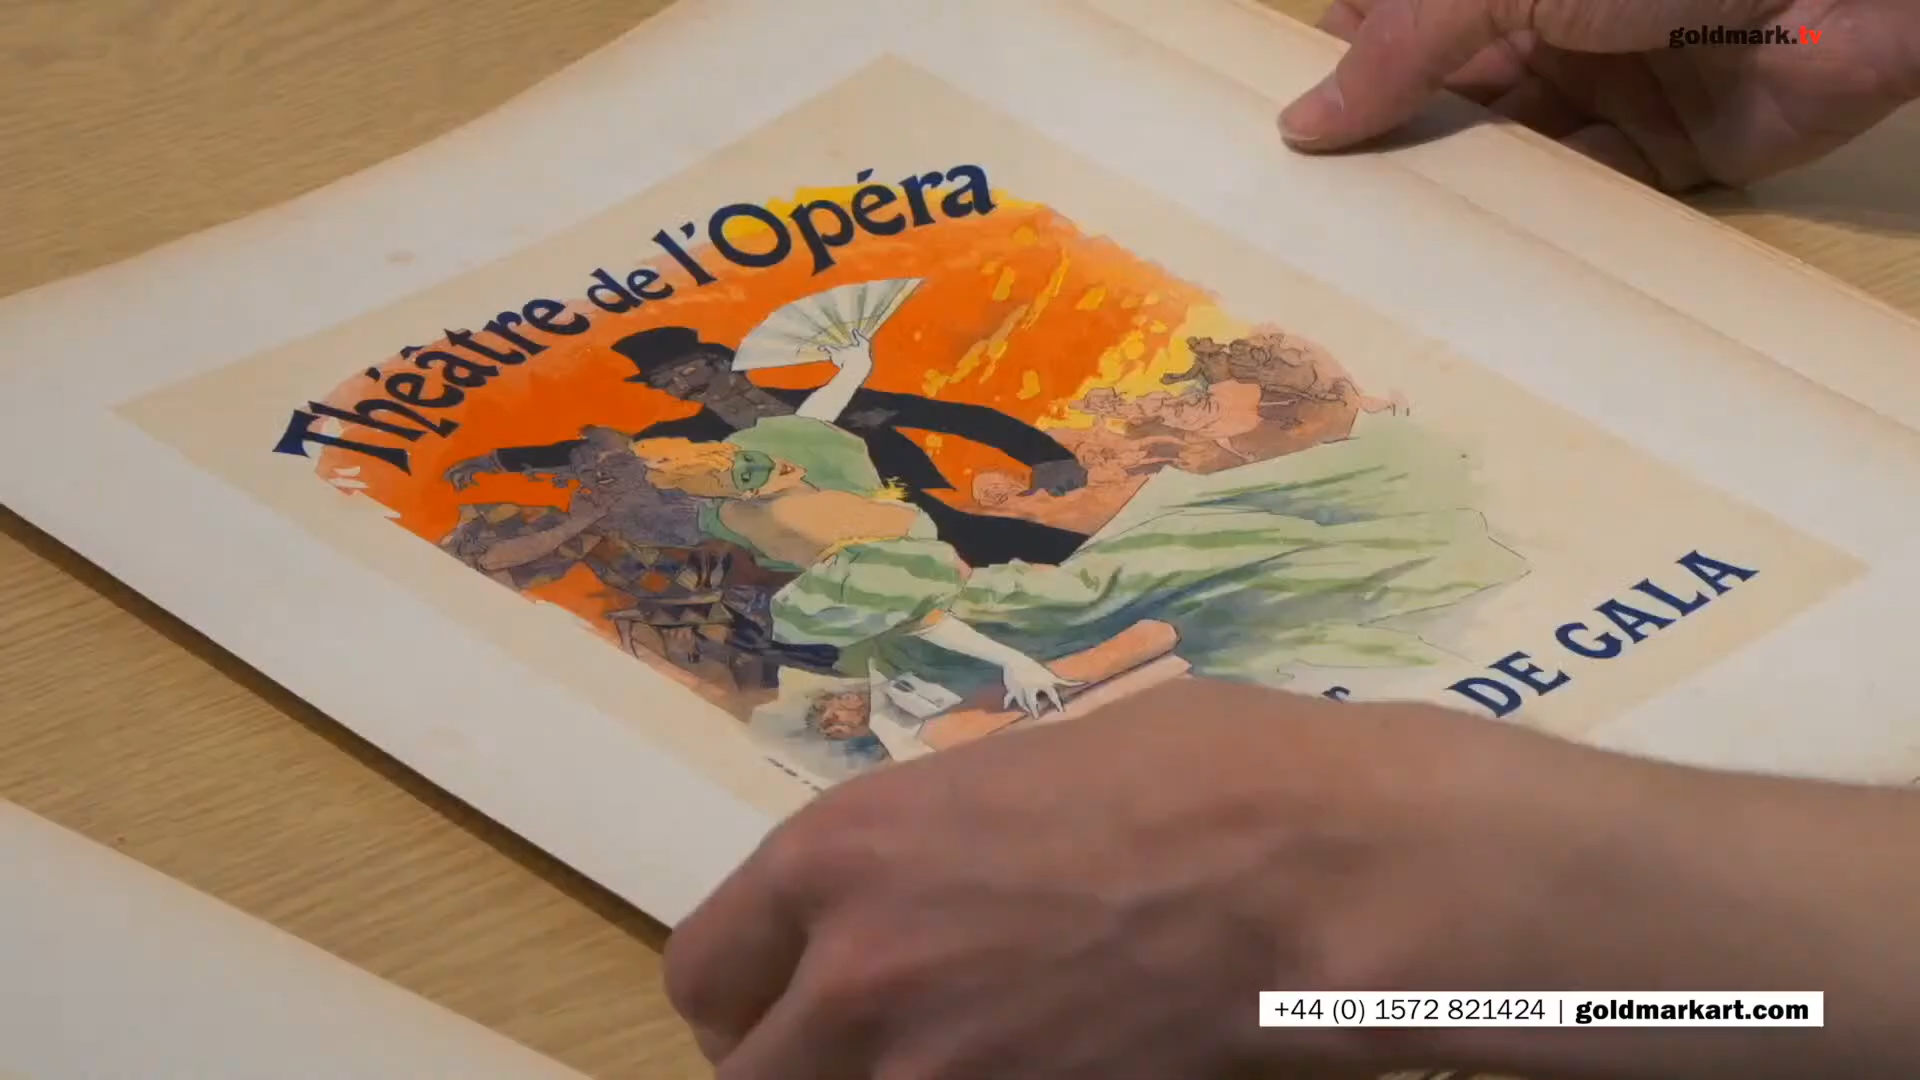 goldmark.tv
Théâtre de l'Opéra
DE GALA
+44 (0) 1572 821424 | goldmarkart.com